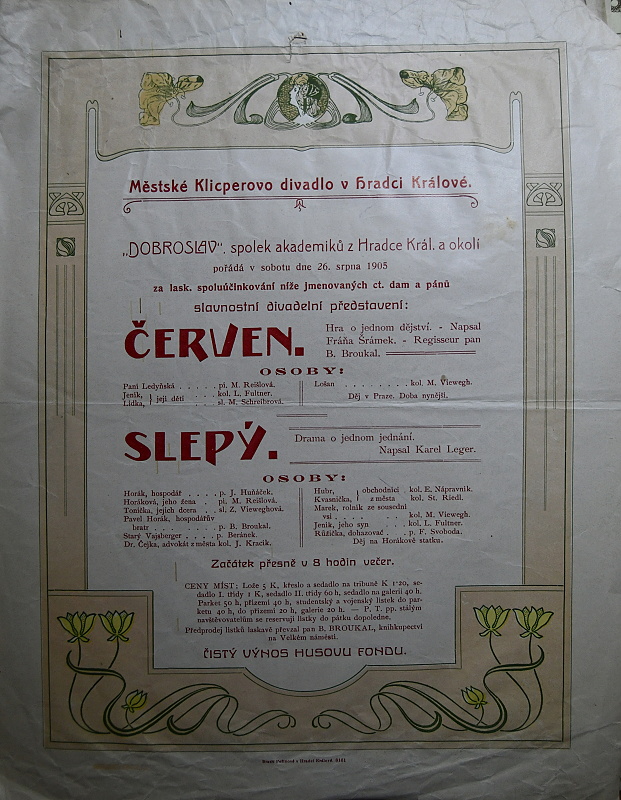 Městské Klicperovo divadlo v Hradci Králové.
„DOBROSLAV“, spolek akademiků z Hradce Král. a okolí
pořádá v sobotu dne 26. srpna 1905
za lask. spoluúčinkování níže jmenovaných ct. dam a pánů
slavnostní divadelní představení:
ČERVEN.
Hra o jednom dějství. - Napsal
Fráňa Šrámek. - Regisseur pan
B. Broukal.
OSOBY:
Paní Ledyňská . . . . . pí. M. Reišlová.
Jeník, } její děti . . . kol. L. Fultner.
Lidka, . . . sl. M. Schreibrová.
Lošan . . . . . . . . kol. M. Viewegh.
Děj v Praze. Doba nynější.
SLEPÝ.
Drama o jednom jednání.
Napsal Karel Leger.
OSOBY:
Horák, hospodář . . . . p. J. Huňáček.
Horáková, jeho žena . pí. M. Reišlová.
Tonička, jejich dcera . sl. Z. Vieweghová.
Pavel Horák, hospodářův
bratr . . . . . . . . p. B. Broukal.
Starý Vajsberger . . . p. Beránek.
Dr. Čejka, advokát z města kol. J. Kracík.
Hubr, } obchodníci kol. E. Nápravník.
Kvasnička, z města kol. St. Riedl.
Marek, rolník ze sousední
vsi . . . . . kol. M. Viewegh.
Jeník, jeho syn . . kol. L. Fultner.
Růžička, dohazovač . . p. F. Svoboda.
Děj na Horákově statku.
Začátek přesně v 8 hodin večer.
CENY MÍST: Lože 5 K, křeslo a sedadlo na tribuně K 1·20, se-
dadlo I. třídy 1 K, sedadlo II. třídy 60 h, sedadlo na galerii 40 h.
Parket 50 h, přízemí 40 h, studentský a vojenský lístek do par-
ketu 40 h, do přízemí 20 h, galerie 20 h. — P. T. pp. stálým
navštěvovatelům se reservují lístky do pátku dopoledne.
Předprodej lístků laskavě převzal pan B. BROUKAL, knihkupectví
na Velkém náměstí.
ČISTÝ VÝNOS HUSOVU FONDU.
v Hradci Králové.